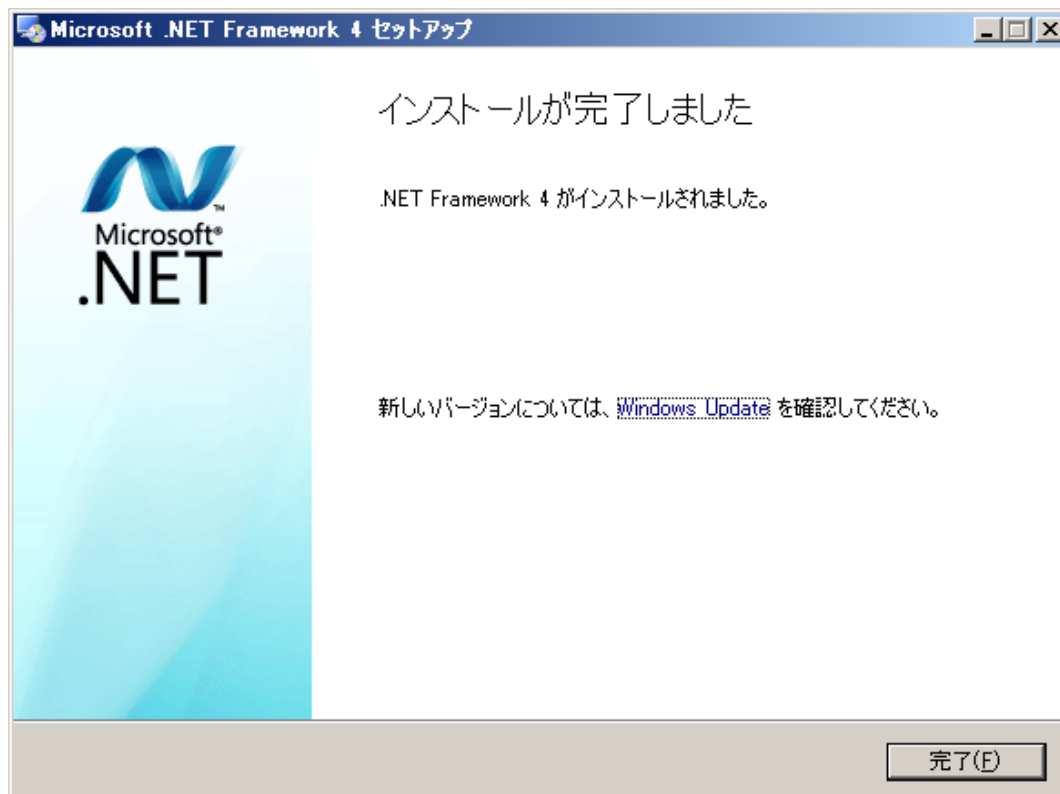 Microsoft .NET Framework 4 セットアップ
インストールが完了しました
Microsoft®
.NET
™
.NET Framework 4 がインストールされました。
新しいバージョンについては、Windows Update を確認してください。
完了(F)